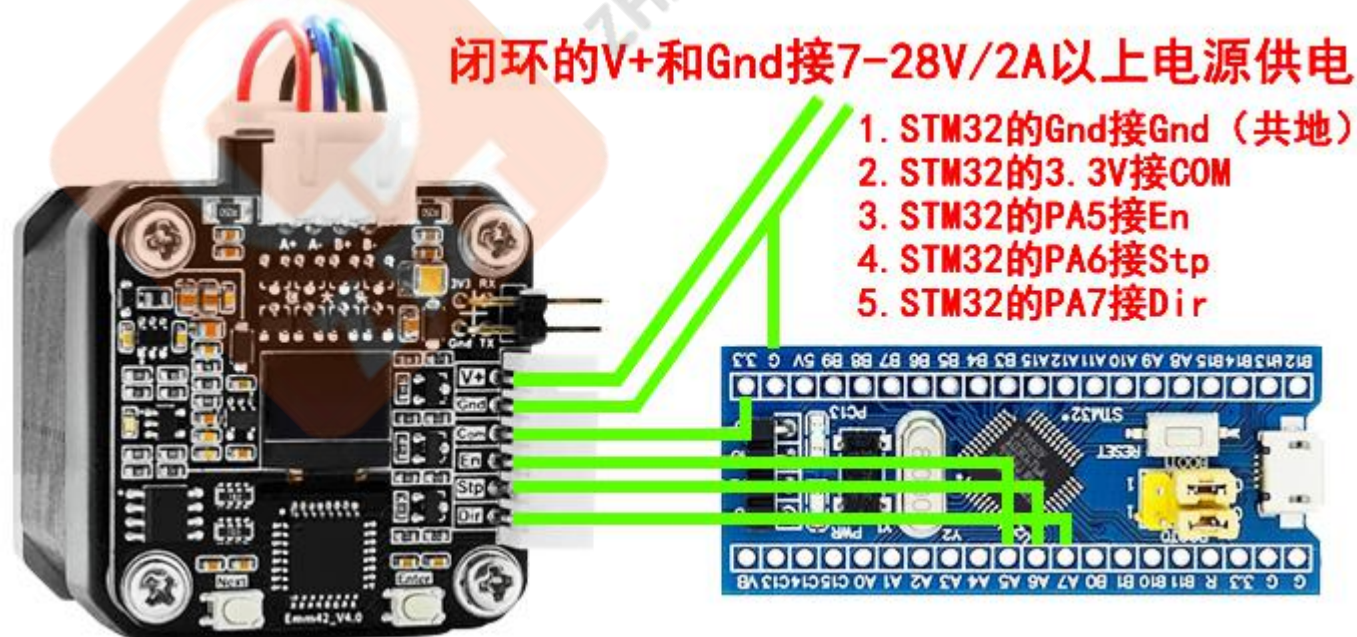 ZH
闭环的V+和Gnd接7-28V/2A以上电源供电
1. STM32的Gnd接Gnd（共地）
2. STM32的3.3V接COM
3. STM32的PA5接En
4. STM32的PA6接Stp
5. STM32的PA7接Dir
R050
R050
A+ A- B+ B-
3V3 RX
Gnd TX
V+
Gnd
Com
En
Stp
Dir
Next
Enter
Emm42_V4.0
3.3 G 5V B9 B8 B7 B6 B5 B4 B3 A15 A12 A11 A10 A9 A8 B15 B14 B13 B12
PC13
STM32
RESET
BOOT1
BOOT0
PWR
Y1
Y2
VB C13 C14 C15 A0 A1 A2 A3 A4 A5 A6 A7 B0 B1 B10 B11 R 3.3 G G